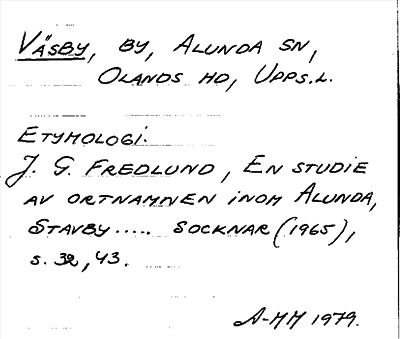 Väsby, by, Alunda sn,
Olands hd, Upps.l.
Etymologi.
J. G. Fredlund, En studie
av ortnamnen inom Alunda,
Stavby..... socknar (1965),
s. 32, 43.
A-MM 1979.